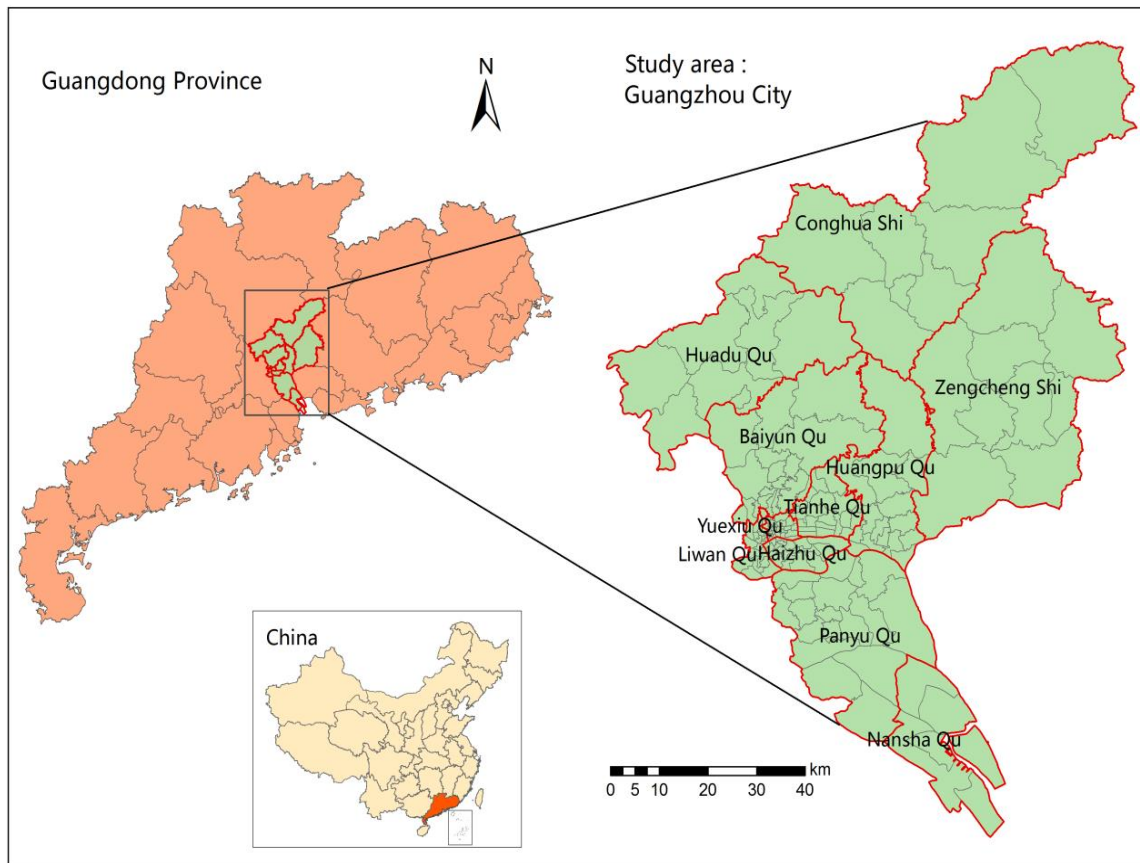 Guangdong Province
N
Study area :
Guangzhou City
Conghua Shi
Huadu Qu
Zengcheng Shi
Baiyun Qu
Huangpu Qu
Tianhe Qu
Yuexiu Qu
Liwan Qu
Haizhu Qu
Panyu Qu
Nansha Qu
China
km
0 5 10 20 30 40